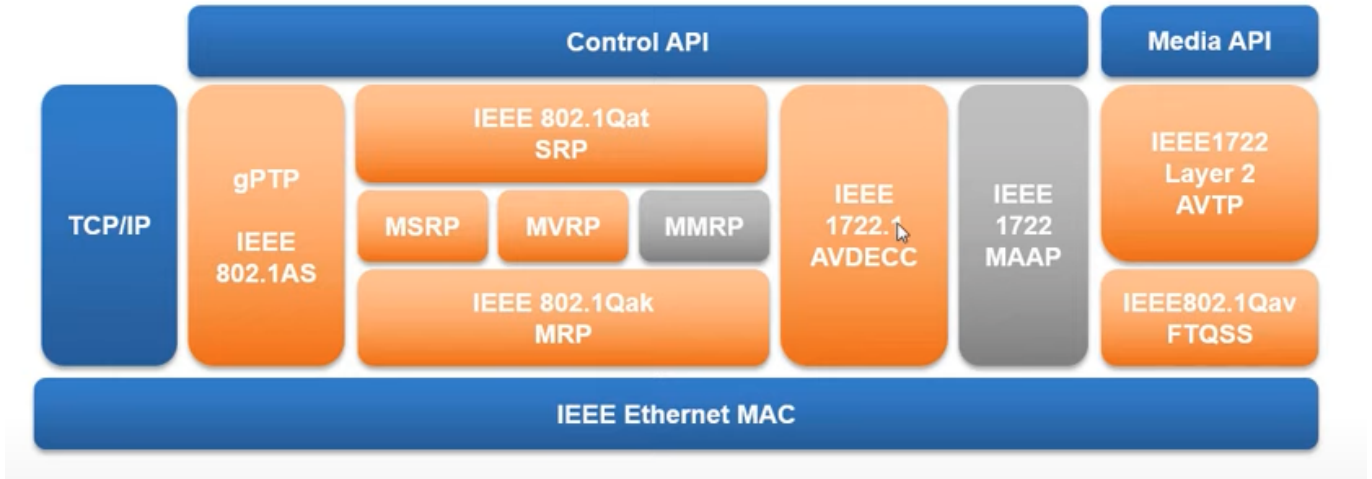 Control API
Media API
TCP/IP
gPTP
IEEE
802.1AS
IEEE 802.1Qat
SRP
MSRP
MVRP
MMRP
IEEE 802.1Qak
MRP
IEEE
1722.1
AVDECC
IEEE
1722
MAAP
IEEE1722
Layer 2
AVTP
IEEE802.1Qav
FTQSS
IEEE Ethernet MAC